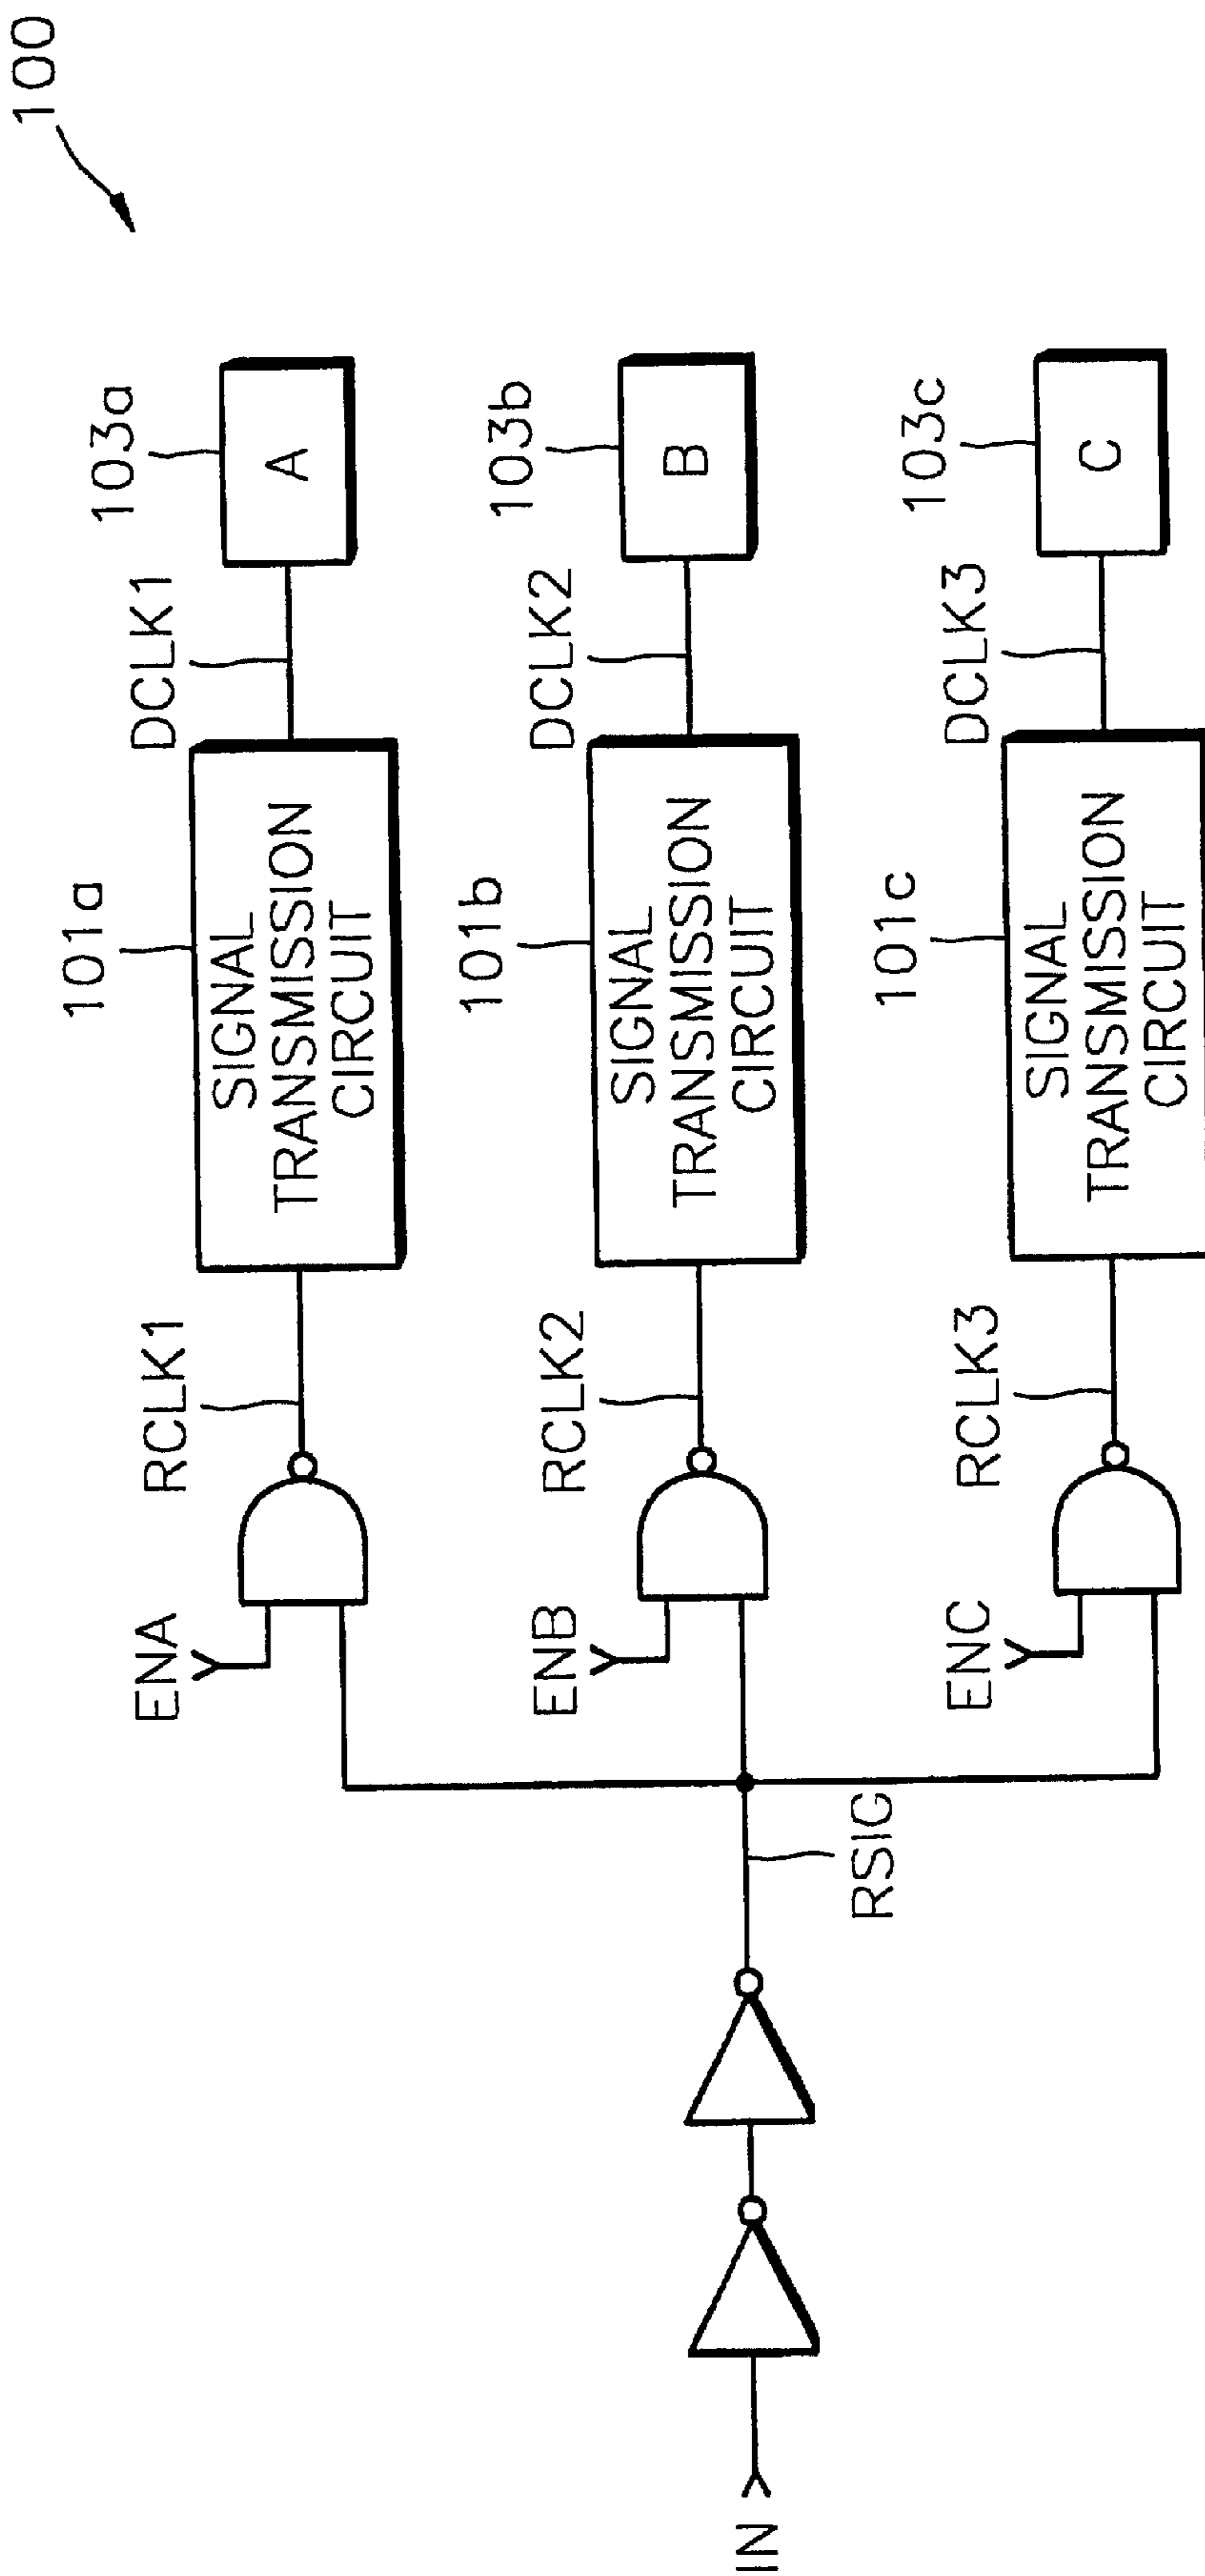 100
101a
103a
ENA
RCLK1
SIGNAL
TRANSMISSION
CIRCUIT
DCLK1
A
101b
103b
ENB
RCLK2
SIGNAL
TRANSMISSION
CIRCUIT
DCLK2
B
IN
RSIG
101c
103c
ENC
RCLK3
SIGNAL
TRANSMISSION
CIRCUIT
DCLK3
C